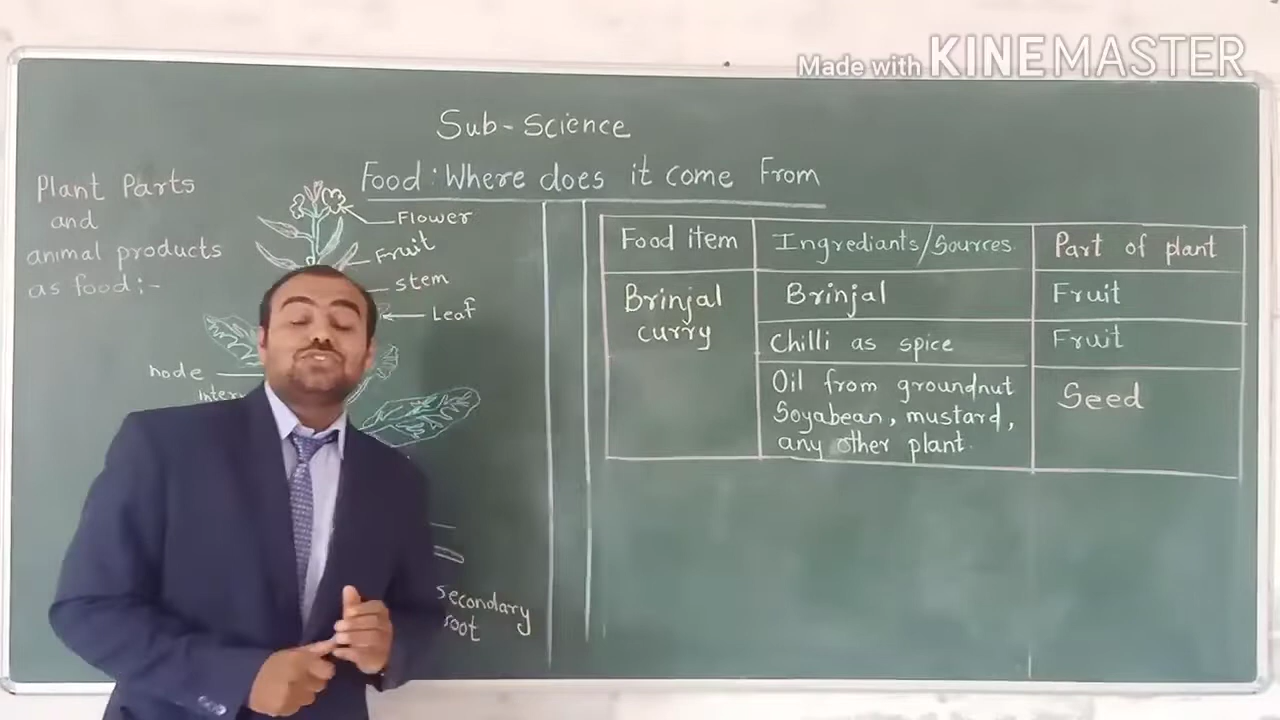 Made with KINEMASTER
Sub-Science
Food: Where does it come From
Plant Parts
and
animal products
as food:-
Flower
Fruit
stem
Leaf
node
secondary
root
Food item
Ingrediants/Sources
Part of plant
Brinjal
curry
Brinjal
Fruit
Chilli as spice
Fruit
Oil from groundnut
Soyabean, mustard,
any other plant.
Seed